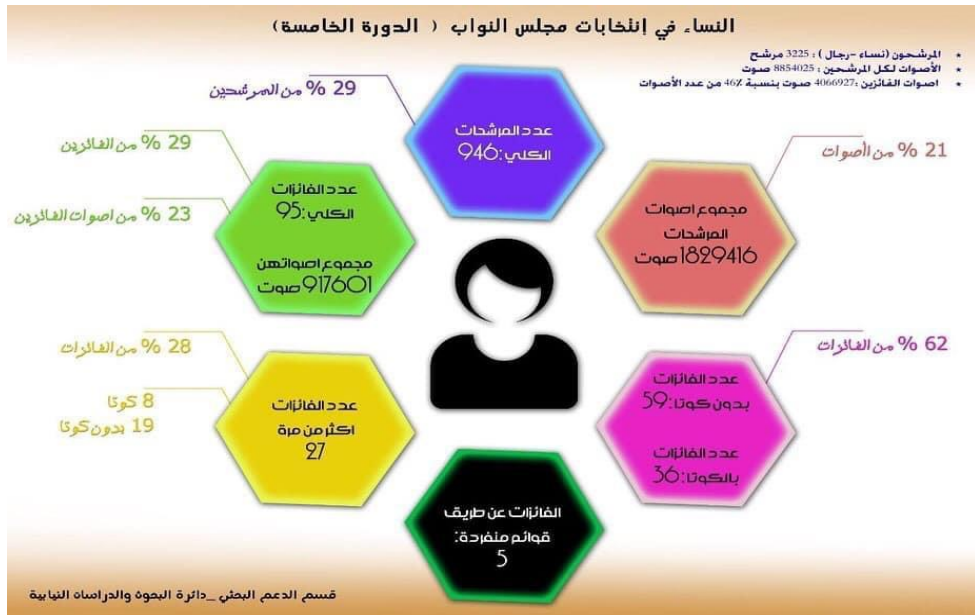 النساء في إنتخابات مجلس النواب ( الدورة الخامسة)
* المرشحون (نساء -رجال ) : 3225 مرشح
* الأصوات لكل المرشحين : 8854025 صوت
* اصوات الفائزين :4066927 صوت بنسبة 46٪ من عدد الأصوات
29 % من المرشحين
عدد المرشحات
الكلي :946
21 % من الأصوات
مجموع اصوات
المرشحات
1829416 صوت
29 % من الفائزين
23 % من اصوات الفائزين
عدد الفائزات
الكلي :95
مجموع اصواتهن
917601 صوت
62 % من الفائزات
عدد الفائزات
بدون كوتا :59
عدد الفائزات
بالكوتا :36
28 % من الفائزات
8 كوتا
19 بدون كوتا
عدد الفائزات
اكثر من مرة
27
الفائزات عن طريق
قوائم منفردة :
5
قسم الدعم البحثي _دائرة البحوث والدراسات النيابية